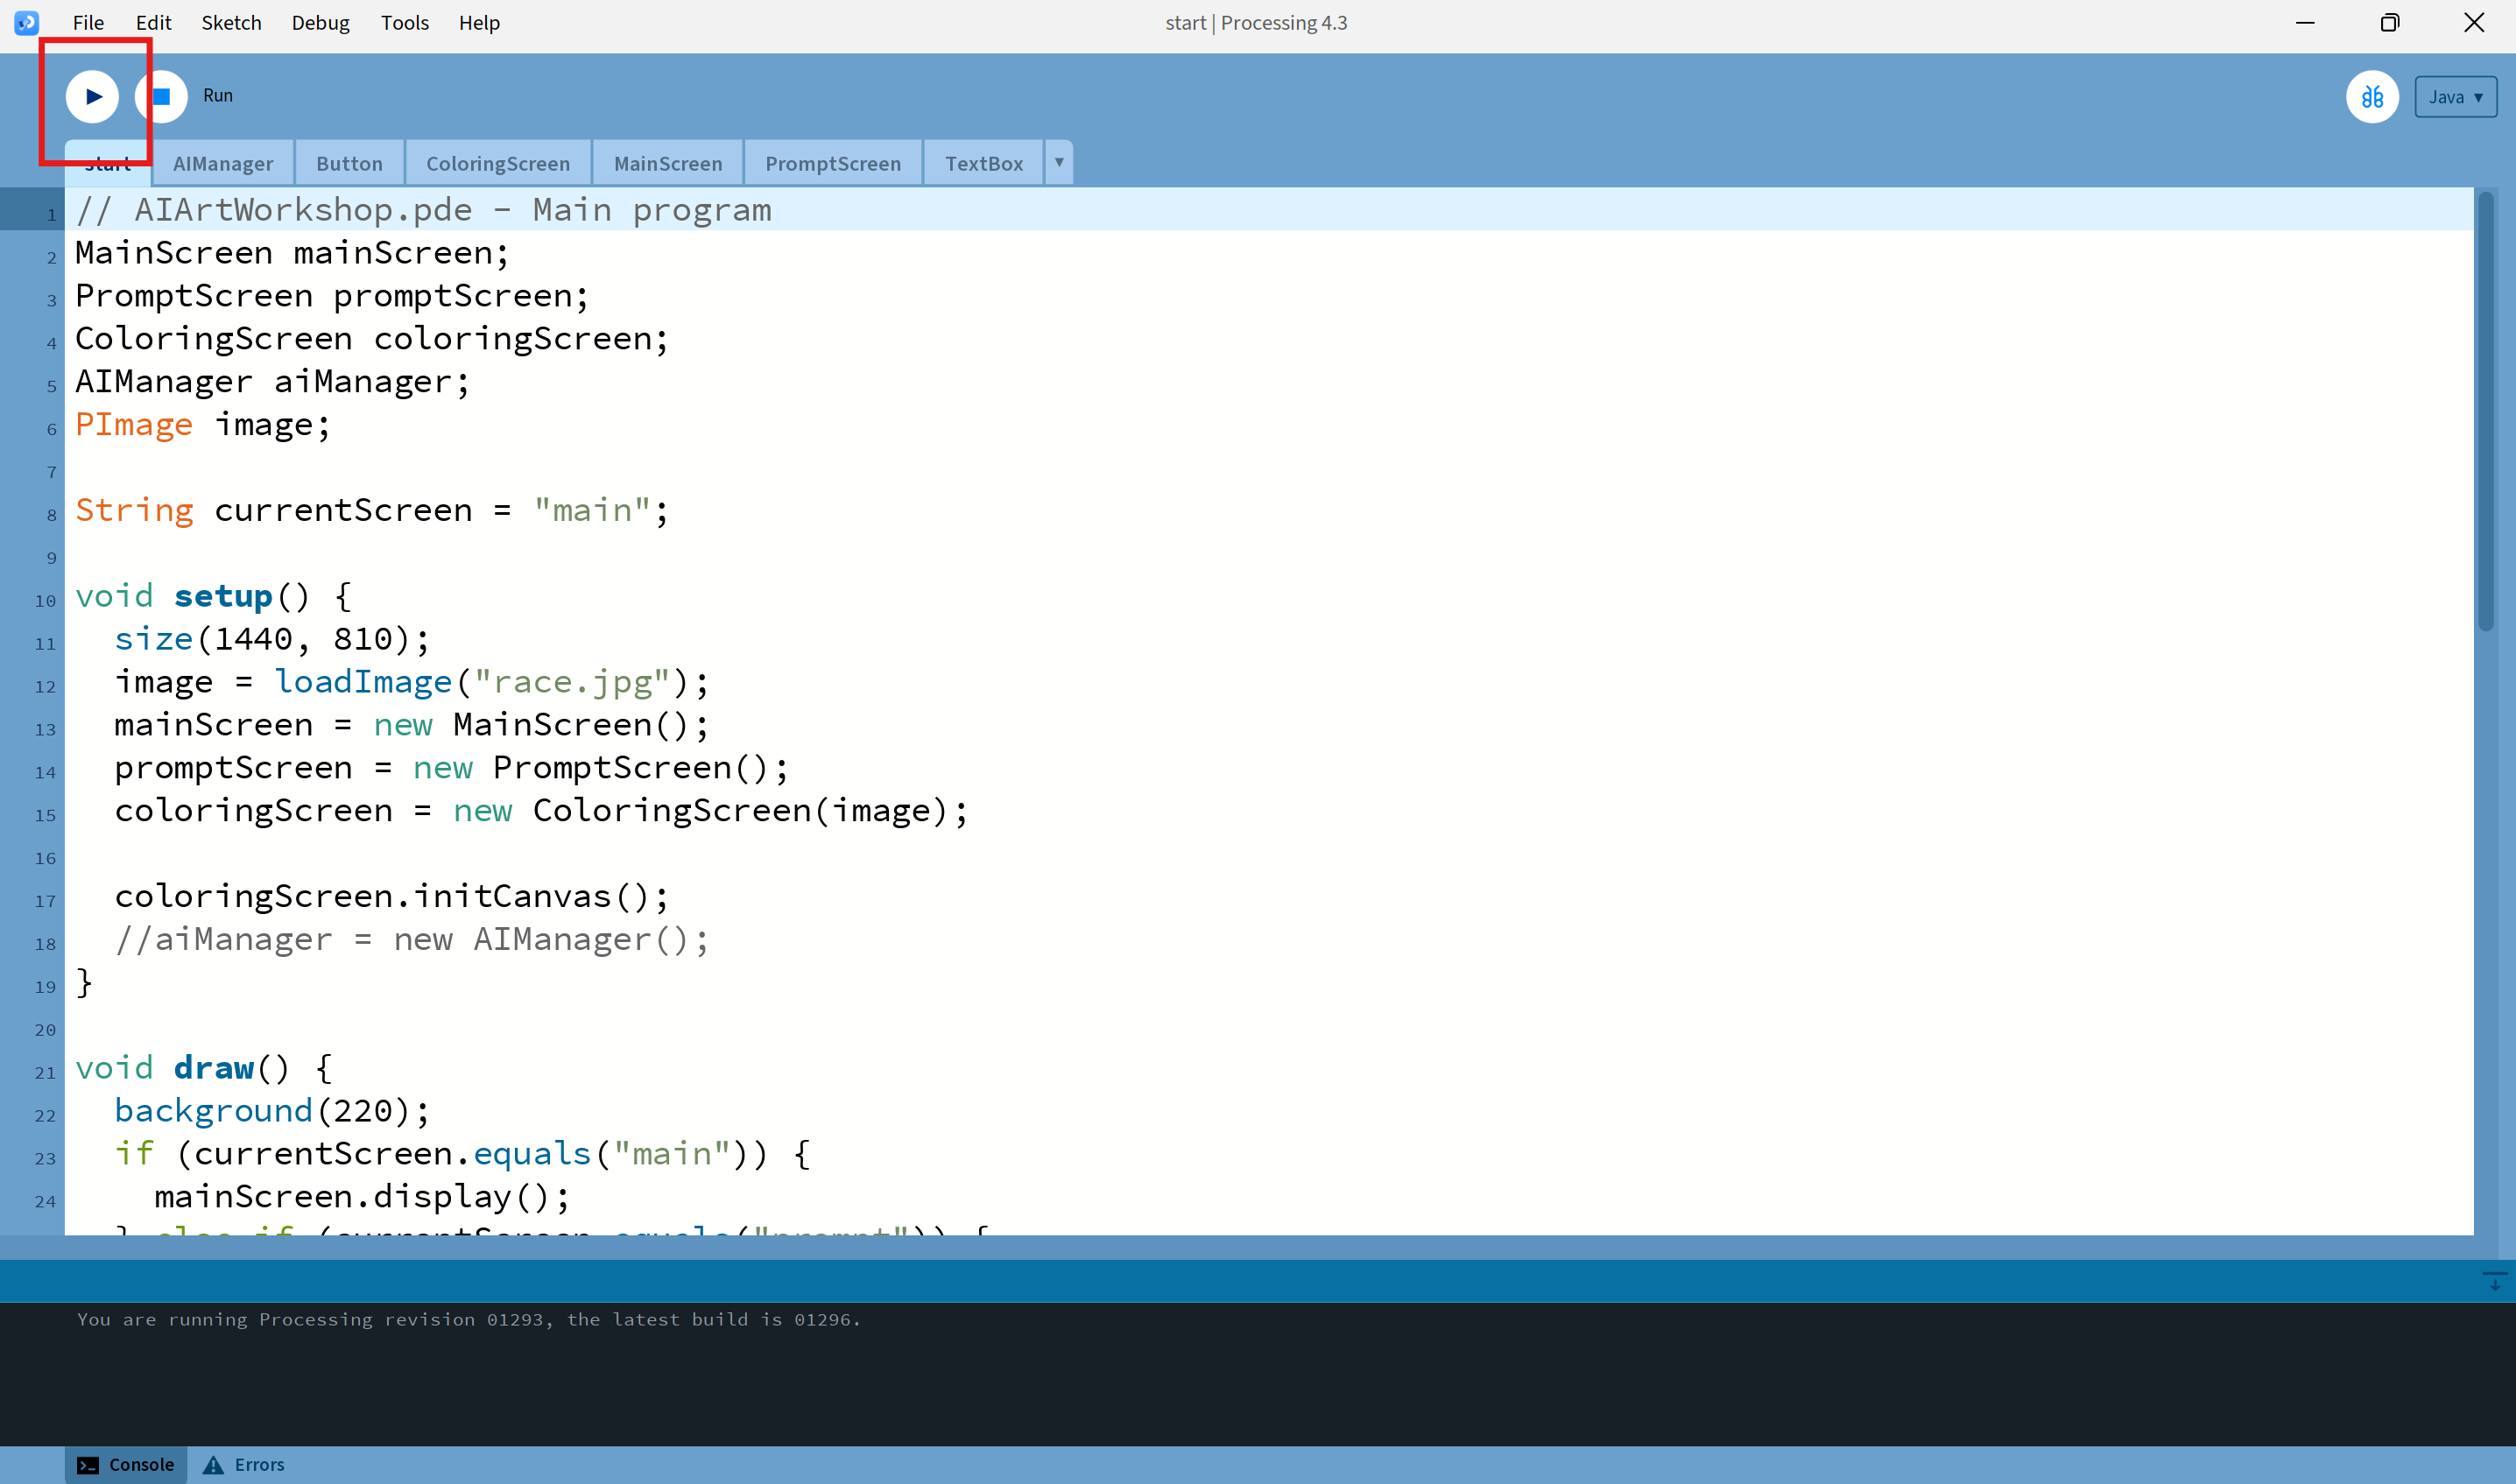 File Edit Sketch Debug Tools Help start | Processing 4.3
Run
Java ▾
start AIManager Button ColoringScreen MainScreen PromptScreen TextBox
1 // AIArtWorkshop.pde - Main program
2 MainScreen mainScreen;
3 PromptScreen promptScreen;
4 ColoringScreen coloringScreen;
5 AIManager aiManager;
6 PImage image;
7
8 String currentScreen = "main";
9
10 void setup() {
11 size(1440, 810);
12 image = loadImage("race.jpg");
13 mainScreen = new MainScreen();
14 promptScreen = new PromptScreen();
15 coloringScreen = new ColoringScreen(image);
16
17 coloringScreen.initCanvas();
18 //aiManager = new AIManager();
19 }
20
21 void draw() {
22 background(220);
23 if (currentScreen.equals("main")) {
24 mainScreen.display();
} else if (currentScreen.equals("prompt")) {
You are running Processing revision 01293, the latest build is 01296.
Console Errors